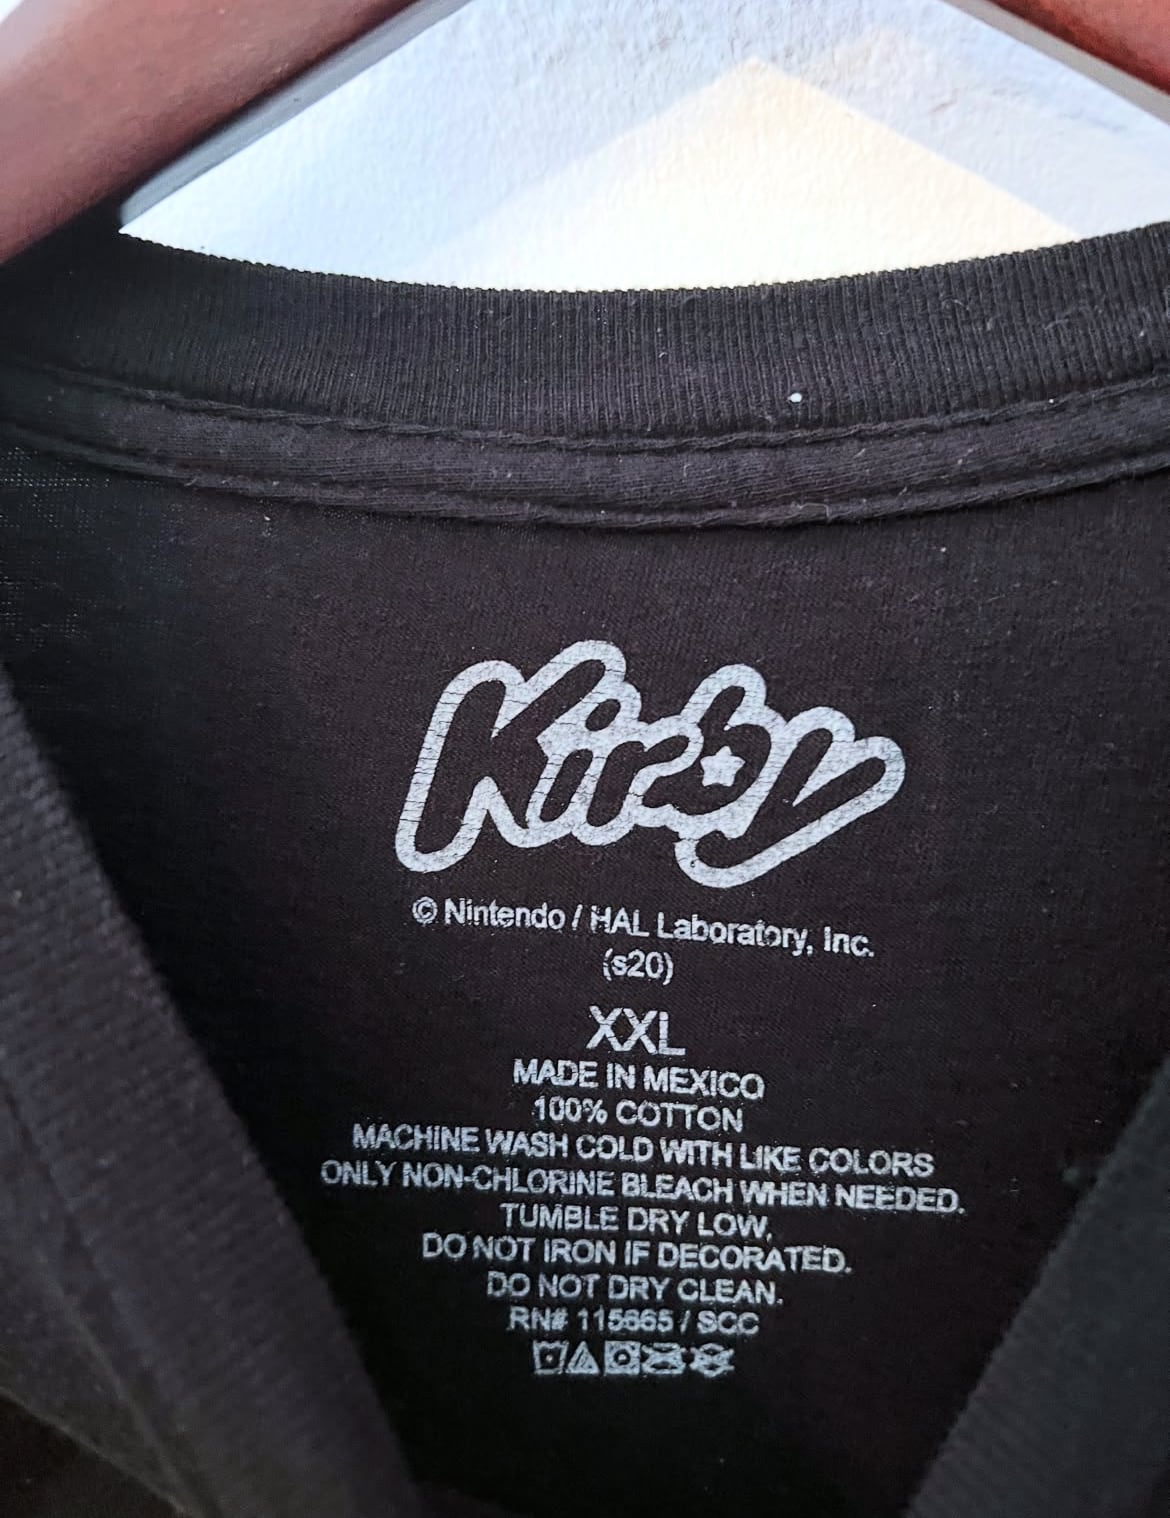 Kirby
© Nintendo / HAL Laboratory, Inc.
(s20)
XXL
MADE IN MEXICO
100% COTTON
MACHINE WASH COLD WITH LIKE COLORS
ONLY NON-CHLORINE BLEACH WHEN NEEDED.
TUMBLE DRY LOW,
DO NOT IRON IF DECORATED.
DO NOT DRY CLEAN.
RN# 115665 / SCC